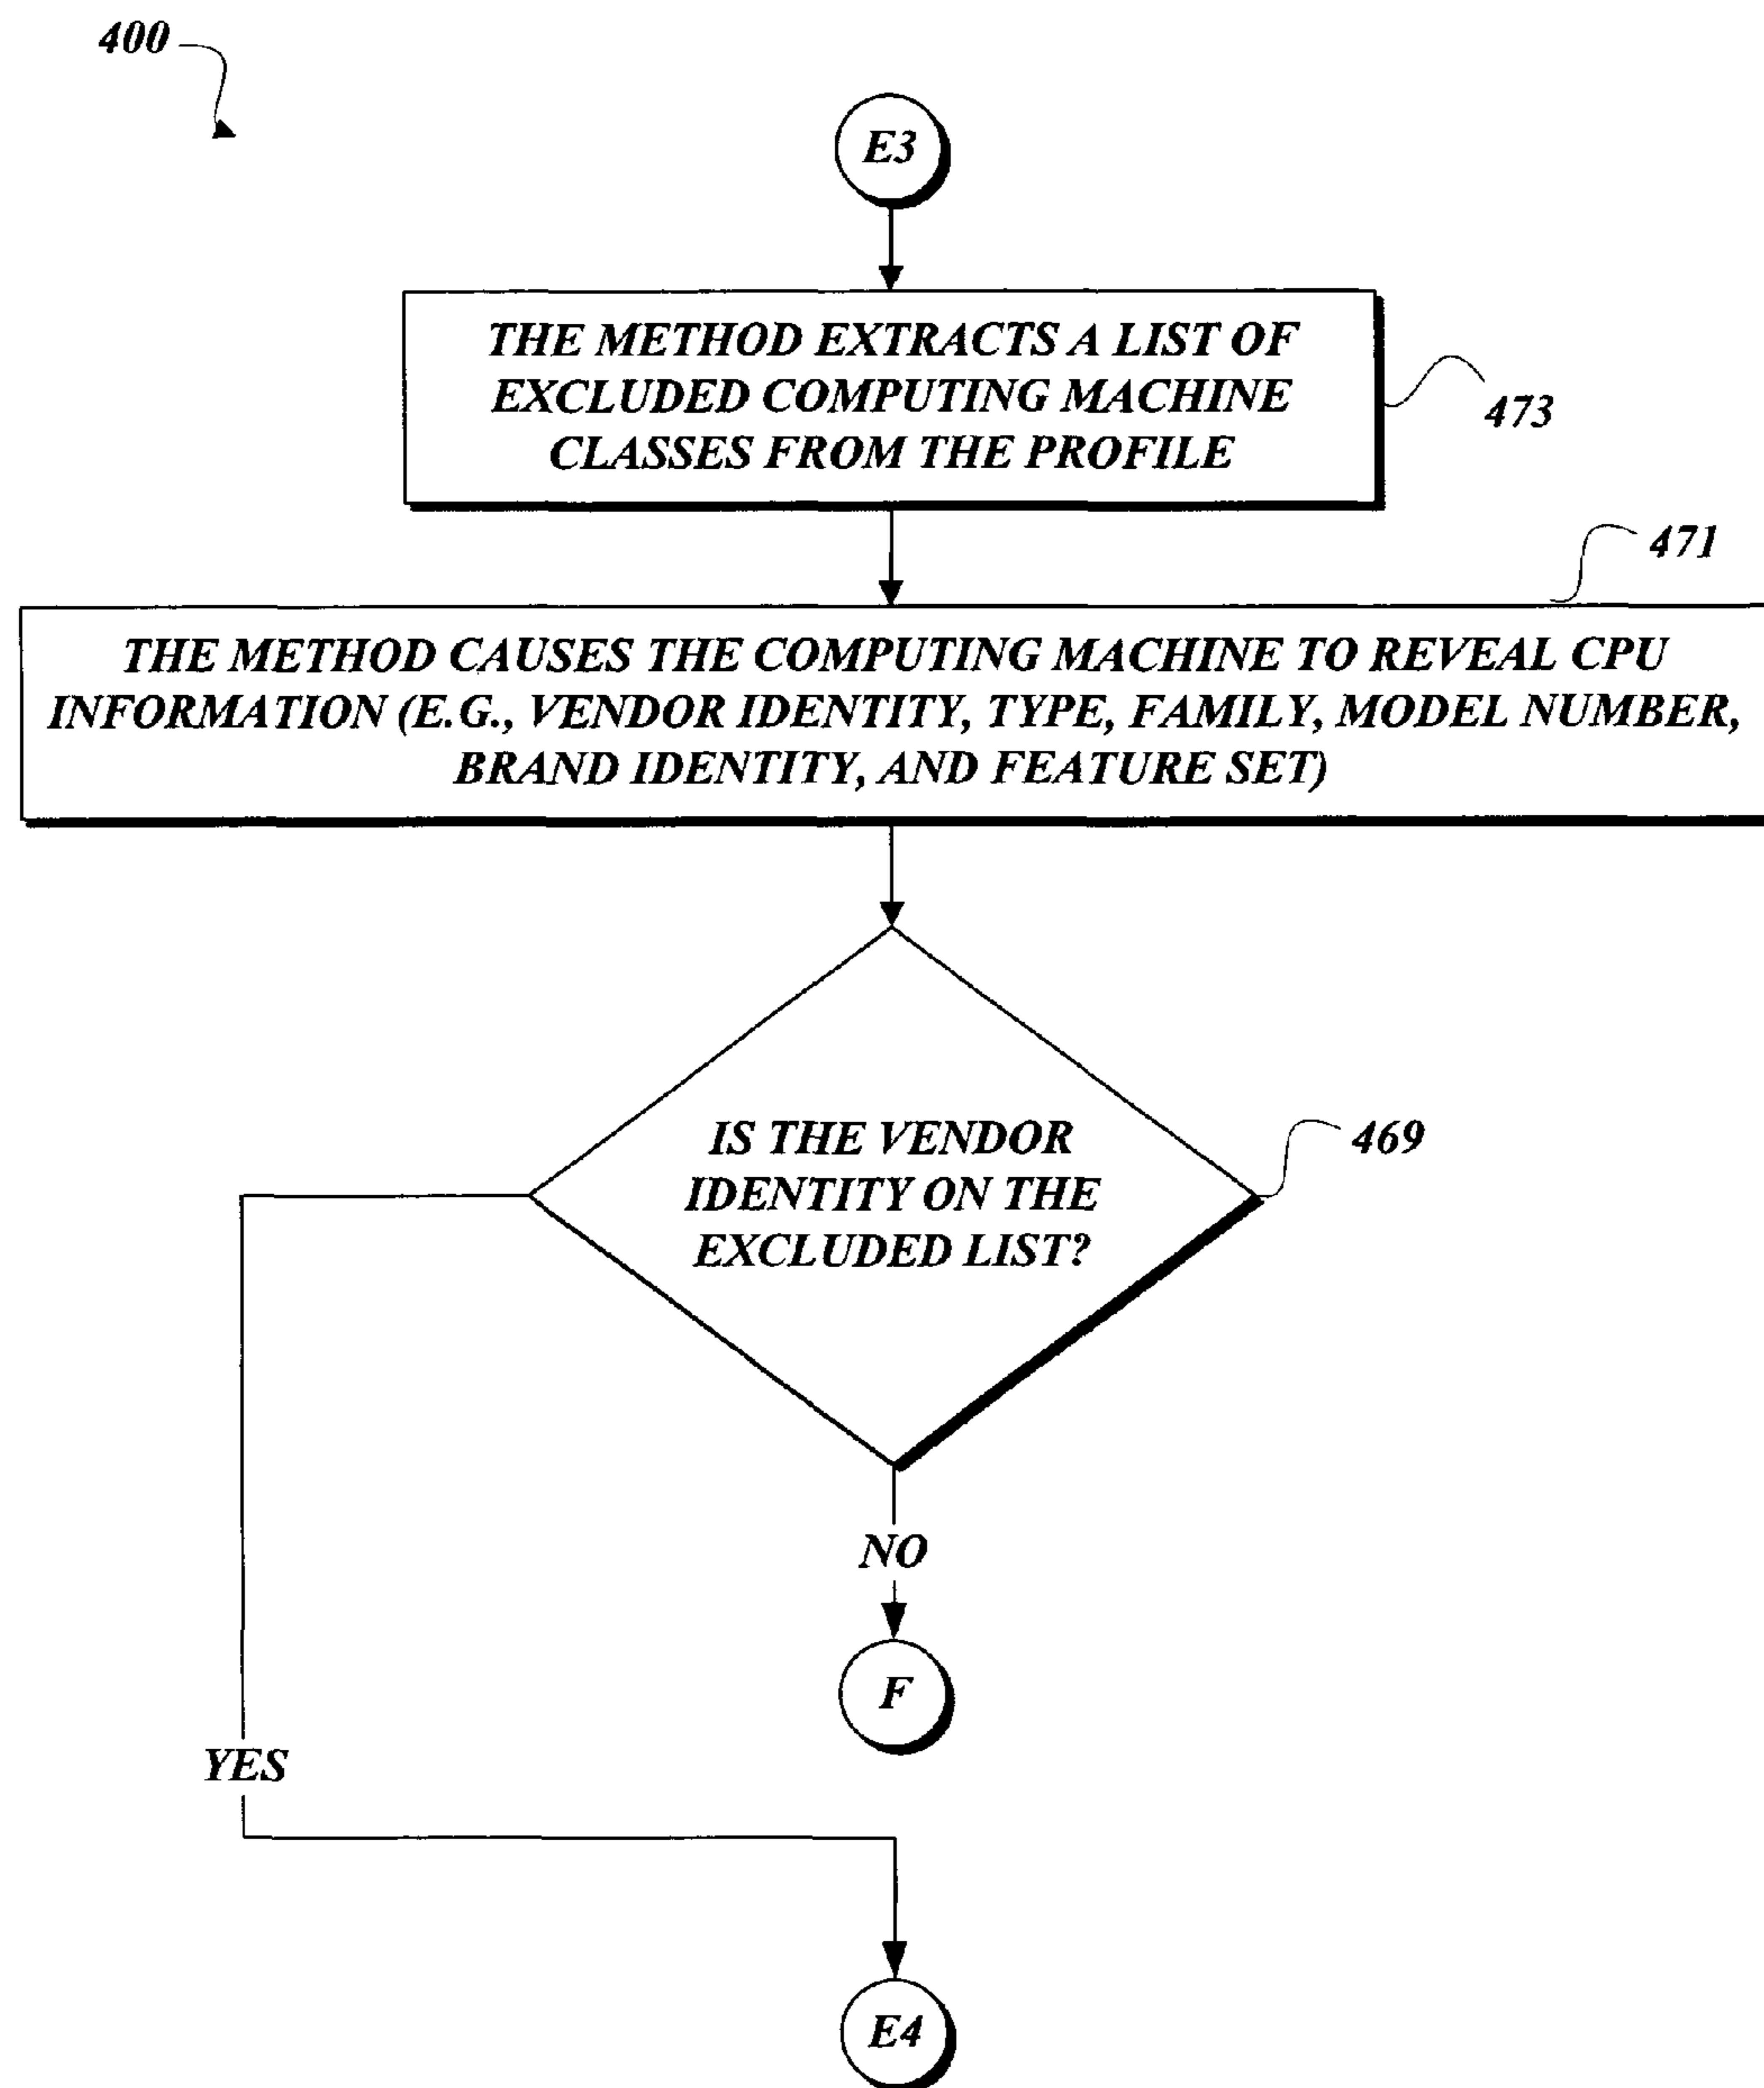 400
E3
THE METHOD EXTRACTS A LIST OF
EXCLUDED COMPUTING MACHINE
CLASSES FROM THE PROFILE
473
471
THE METHOD CAUSES THE COMPUTING MACHINE TO REVEAL CPU
INFORMATION (E.G., VENDOR IDENTITY, TYPE, FAMILY, MODEL NUMBER,
BRAND IDENTITY, AND FEATURE SET)
IS THE VENDOR
IDENTITY ON THE
EXCLUDED LIST?
469
NO
F
YES
E4